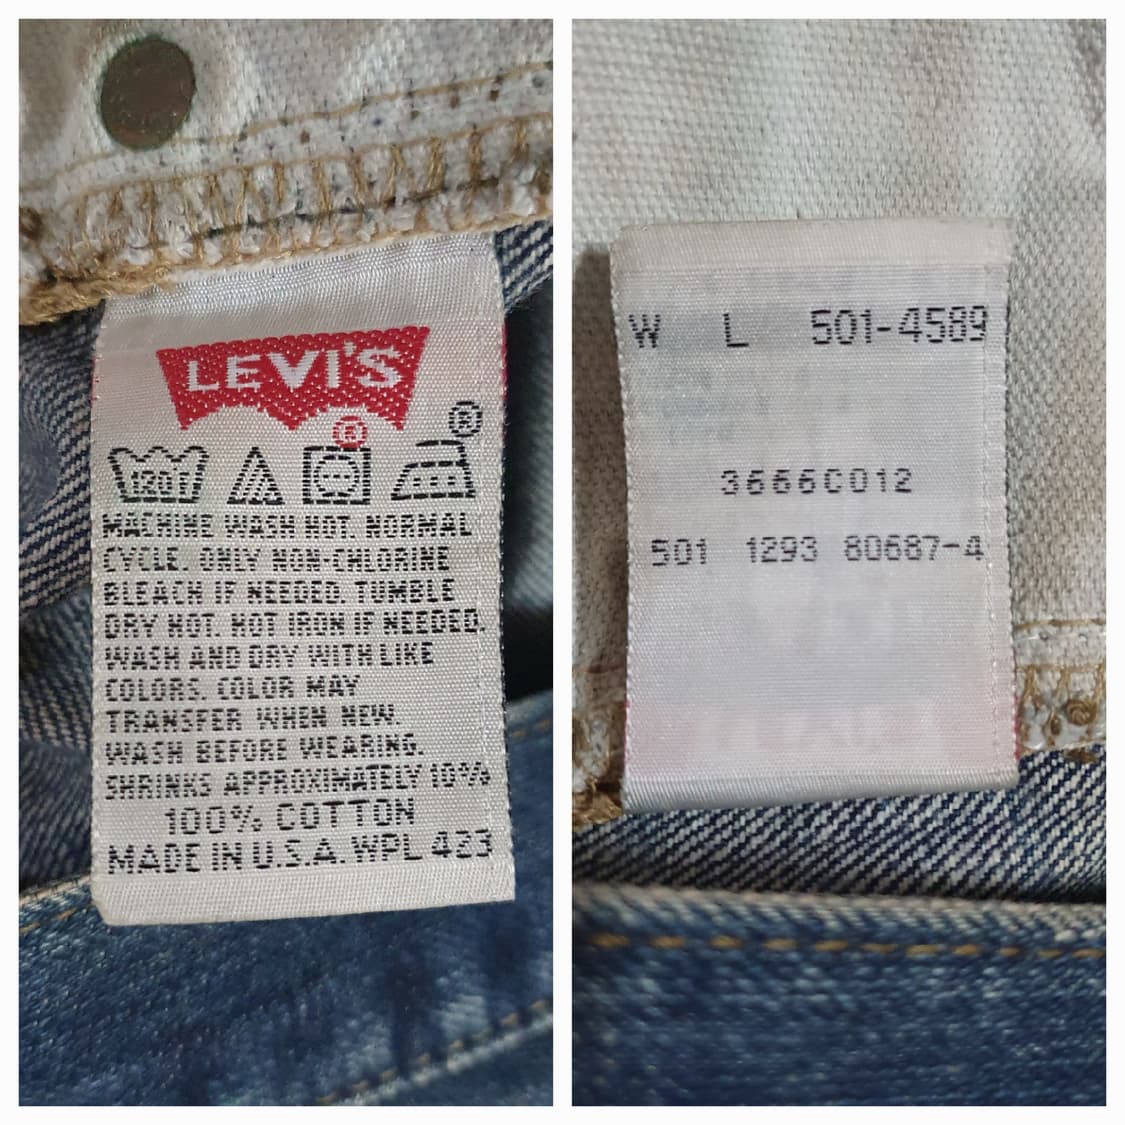 LEVI'S
®
®
120F
MACHINE WASH HOT. NORMAL
CYCLE. ONLY NON-CHLORINE
BLEACH IF NEEDED. TUMBLE
DRY HOT. HOT IRON IF NEEDED.
WASH AND DRY WITH LIKE
COLORS. COLOR MAY
TRANSFER WHEN NEW.
WASH BEFORE WEARING.
SHRINKS APPROXIMATELY 10%
100% COTTON
MADE IN U.S.A. WPL 423
W L 501-4589
3666C012
501 1293 80687-4